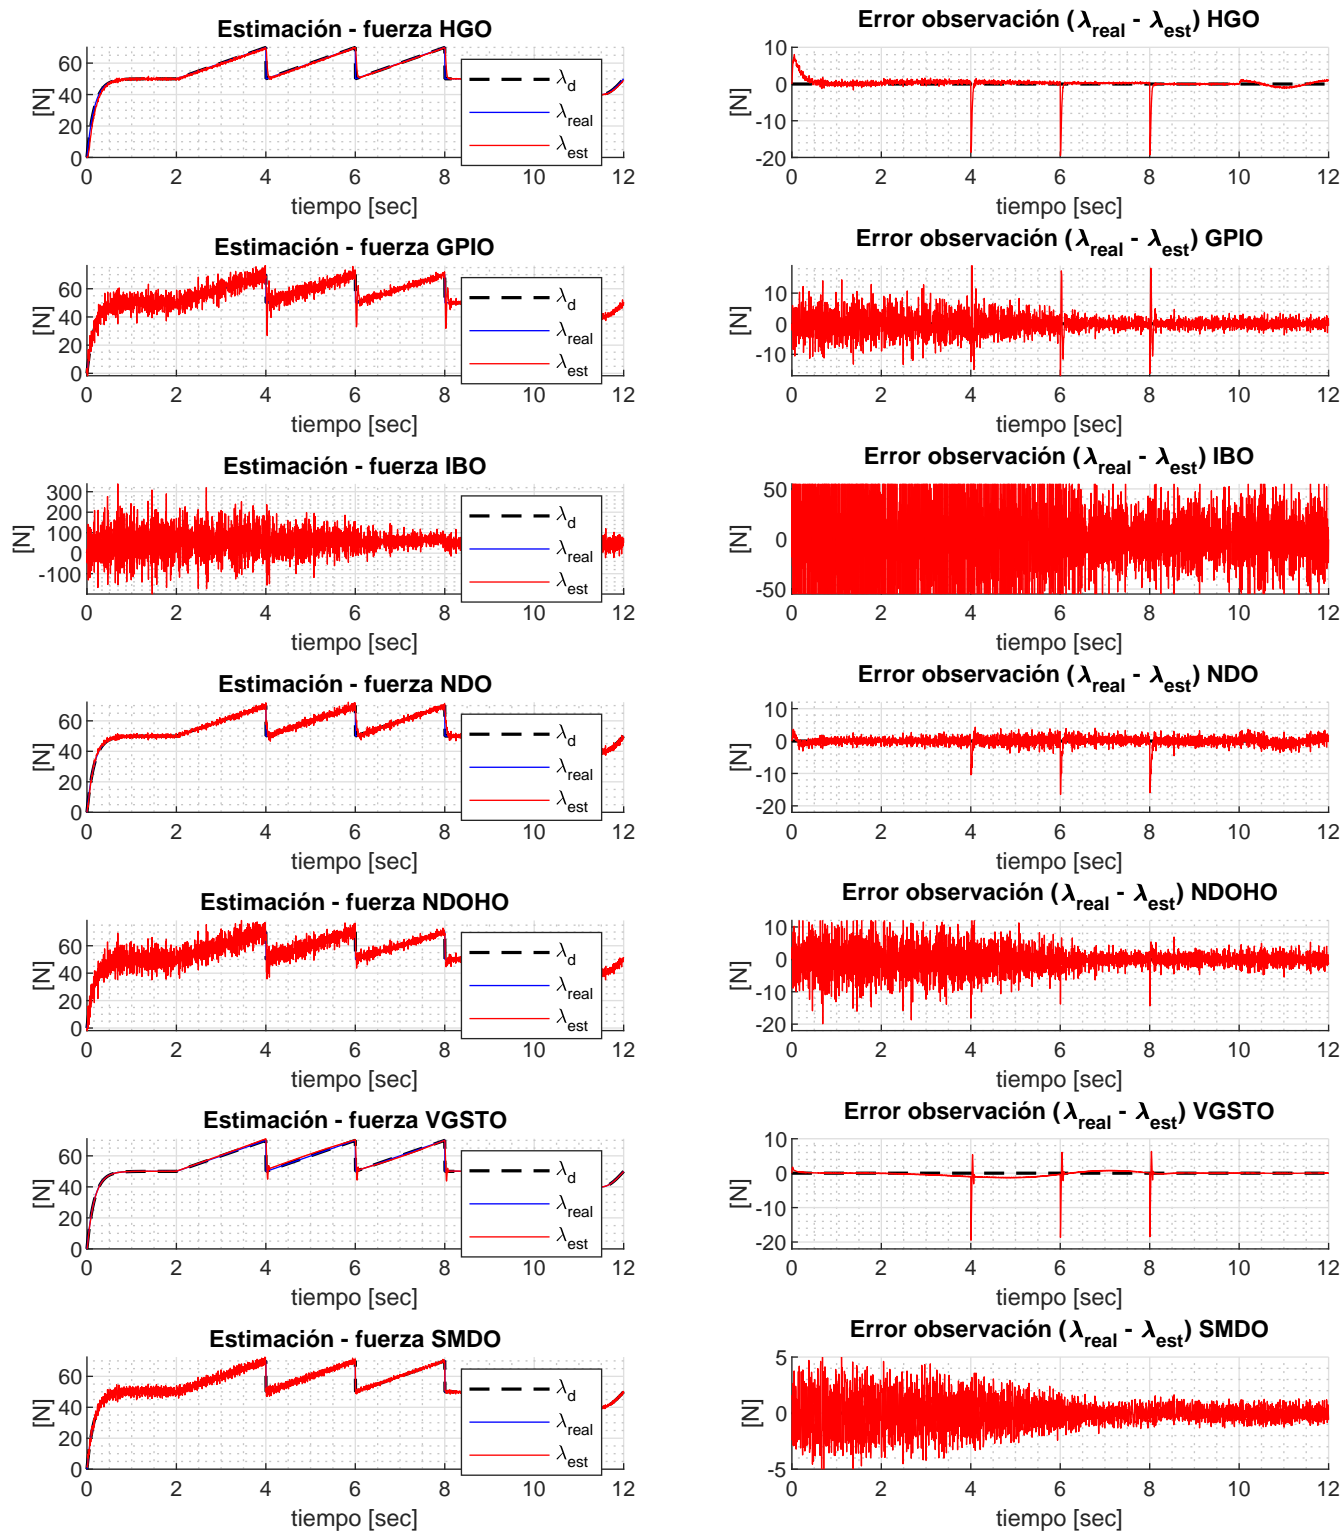 Estimación - fuerza HGO
[N]
60
40
20
0
0 2 4 6 8 10 12
tiempo [sec]
λd
λreal
λest
Error observación (λreal - λest) HGO
[N]
10
0
-10
-20
0 2 4 6 8 10 12
tiempo [sec]
Estimación - fuerza GPIO
[N]
60
40
20
0
0 2 4 6 8 10 12
tiempo [sec]
λd
λreal
λest
Error observación (λreal - λest) GPIO
[N]
10
0
-10
0 2 4 6 8 10 12
tiempo [sec]
Estimación - fuerza IBO
[N]
300
200
100
0
-100
0 2 4 6 8 10 12
tiempo [sec]
λd
λreal
λest
Error observación (λreal - λest) IBO
[N]
50
0
-50
0 2 4 6 8 10 12
tiempo [sec]
Estimación - fuerza NDO
[N]
60
40
20
0
0 2 4 6 8 10 12
tiempo [sec]
λd
λreal
λest
Error observación (λreal - λest) NDO
[N]
10
0
-10
-20
0 2 4 6 8 10 12
tiempo [sec]
Estimación - fuerza NDOHO
[N]
60
40
20
0
0 2 4 6 8 10 12
tiempo [sec]
λd
λreal
λest
Error observación (λreal - λest) NDOHO
[N]
10
0
-10
-20
0 2 4 6 8 10 12
tiempo [sec]
Estimación - fuerza VGSTO
[N]
60
40
20
0
0 2 4 6 8 10 12
tiempo [sec]
λd
λreal
λest
Error observación (λreal - λest) VGSTO
[N]
10
0
-10
-20
0 2 4 6 8 10 12
tiempo [sec]
Estimación - fuerza SMDO
[N]
60
40
20
0
0 2 4 6 8 10 12
tiempo [sec]
λd
λreal
λest
Error observación (λreal - λest) SMDO
[N]
5
0
-5
0 2 4 6 8 10 12
tiempo [sec]